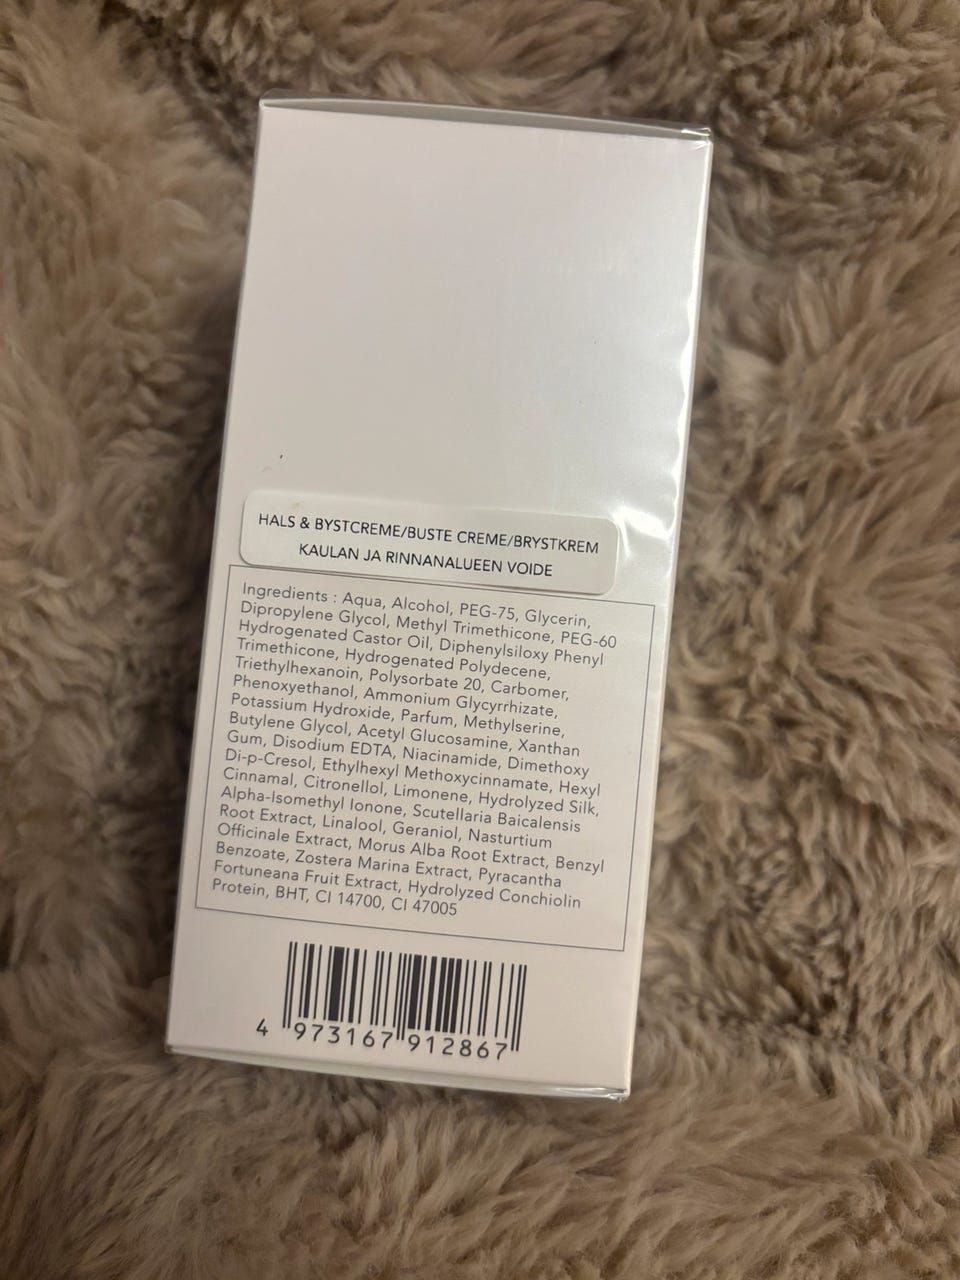 HALS & BYSTCREME/BUSTE CREME/BRYSTKREM
KAULAN JA RINNANALUEEN VOIDE
Ingredients : Aqua, Alcohol, PEG-75, Glycerin,
Dipropylene Glycol, Methyl Trimethicone, PEG-60
Hydrogenated Castor Oil, Diphenylsiloxy Phenyl
Trimethicone, Hydrogenated Polydecene,
Triethylhexanoin, Polysorbate 20, Carbomer,
Phenoxyethanol, Ammonium Glycyrrhizate,
Potassium Hydroxide, Parfum, Methylserine,
Butylene Glycol, Acetyl Glucosamine, Xanthan
Gum, Disodium EDTA, Niacinamide, Dimethoxy
Di-p-Cresol, Ethylhexyl Methoxycinnamate, Hexyl
Cinnamal, Citronellol, Limonene, Hydrolyzed Silk,
Alpha-Isomethyl Ionone, Scutellaria Baicalensis
Root Extract, Linalool, Geraniol, Nasturtium
Officinale Extract, Morus Alba Root Extract, Benzyl
Benzoate, Zostera Marina Extract, Pyracantha
Fortuneana Fruit Extract, Hydrolyzed Conchiolin
Protein, BHT, CI 14700, CI 47005
4 973167 912867